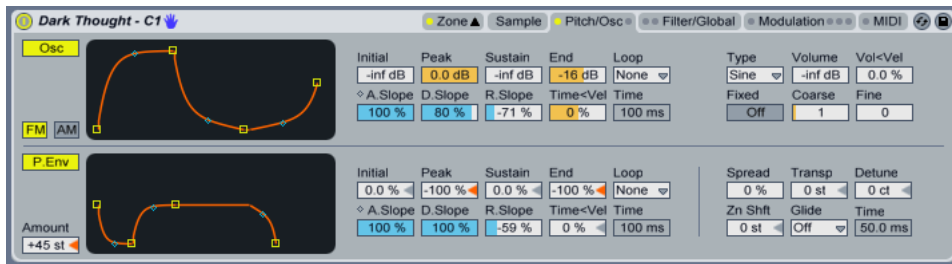 Dark Thought - C1 Zone Sample Pitch/Osc Filter/Global Modulation MIDI
Osc
Initial Peak Sustain End Loop Type Volume Vol<Vel
-inf dB 0.0 dB -inf dB -16 dB None Sine -inf dB 0.0 %
A.Slope D.Slope R.Slope Time<Vel Time Fixed Coarse Fine
100 % 80 % -71 % 0 % 100 ms Off 1 0
FM AM
P.Env
Initial Peak Sustain End Loop Spread Transp Detune
0.0 % -100 % 0.0 % -100 % None 0 % 0 st 0 ct
A.Slope D.Slope R.Slope Time<Vel Time Zn Shft Glide Time
Amount 100 % 100 % -59 % 0 % 100 ms 0 st Off 50.0 ms
+45 st